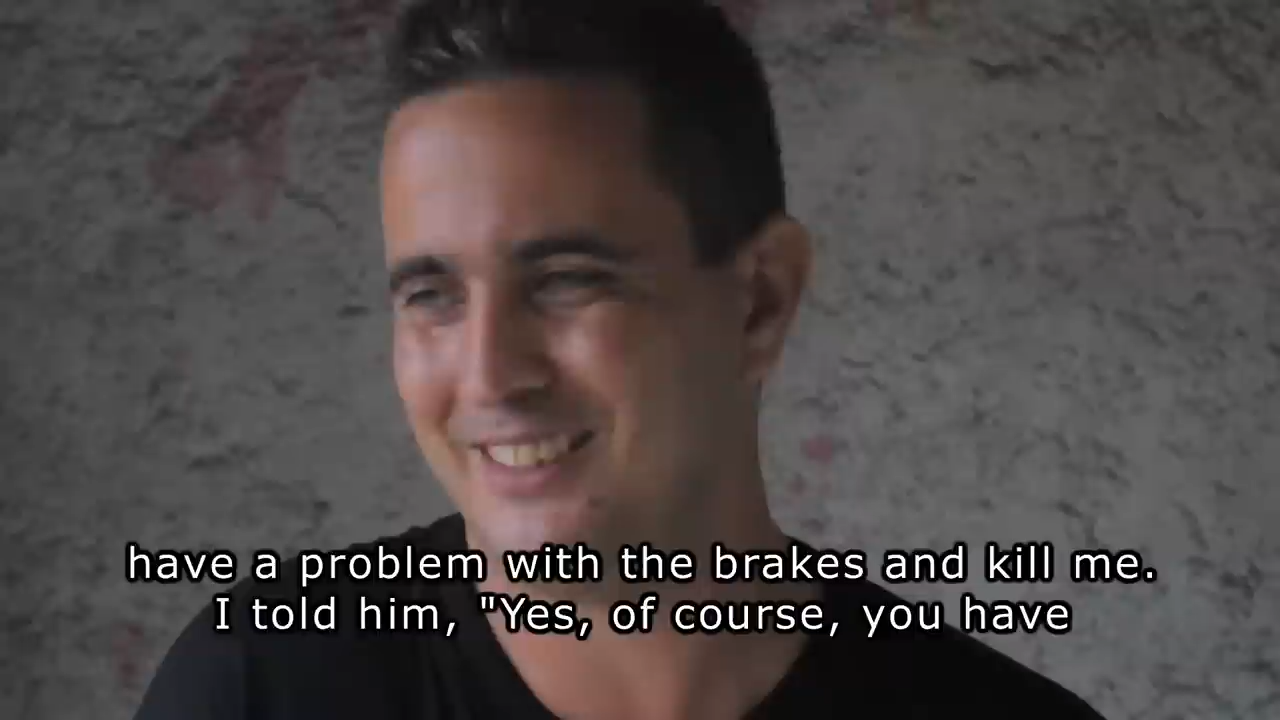 have a problem with the brakes and kill me.
I told him, "Yes, of course, you have